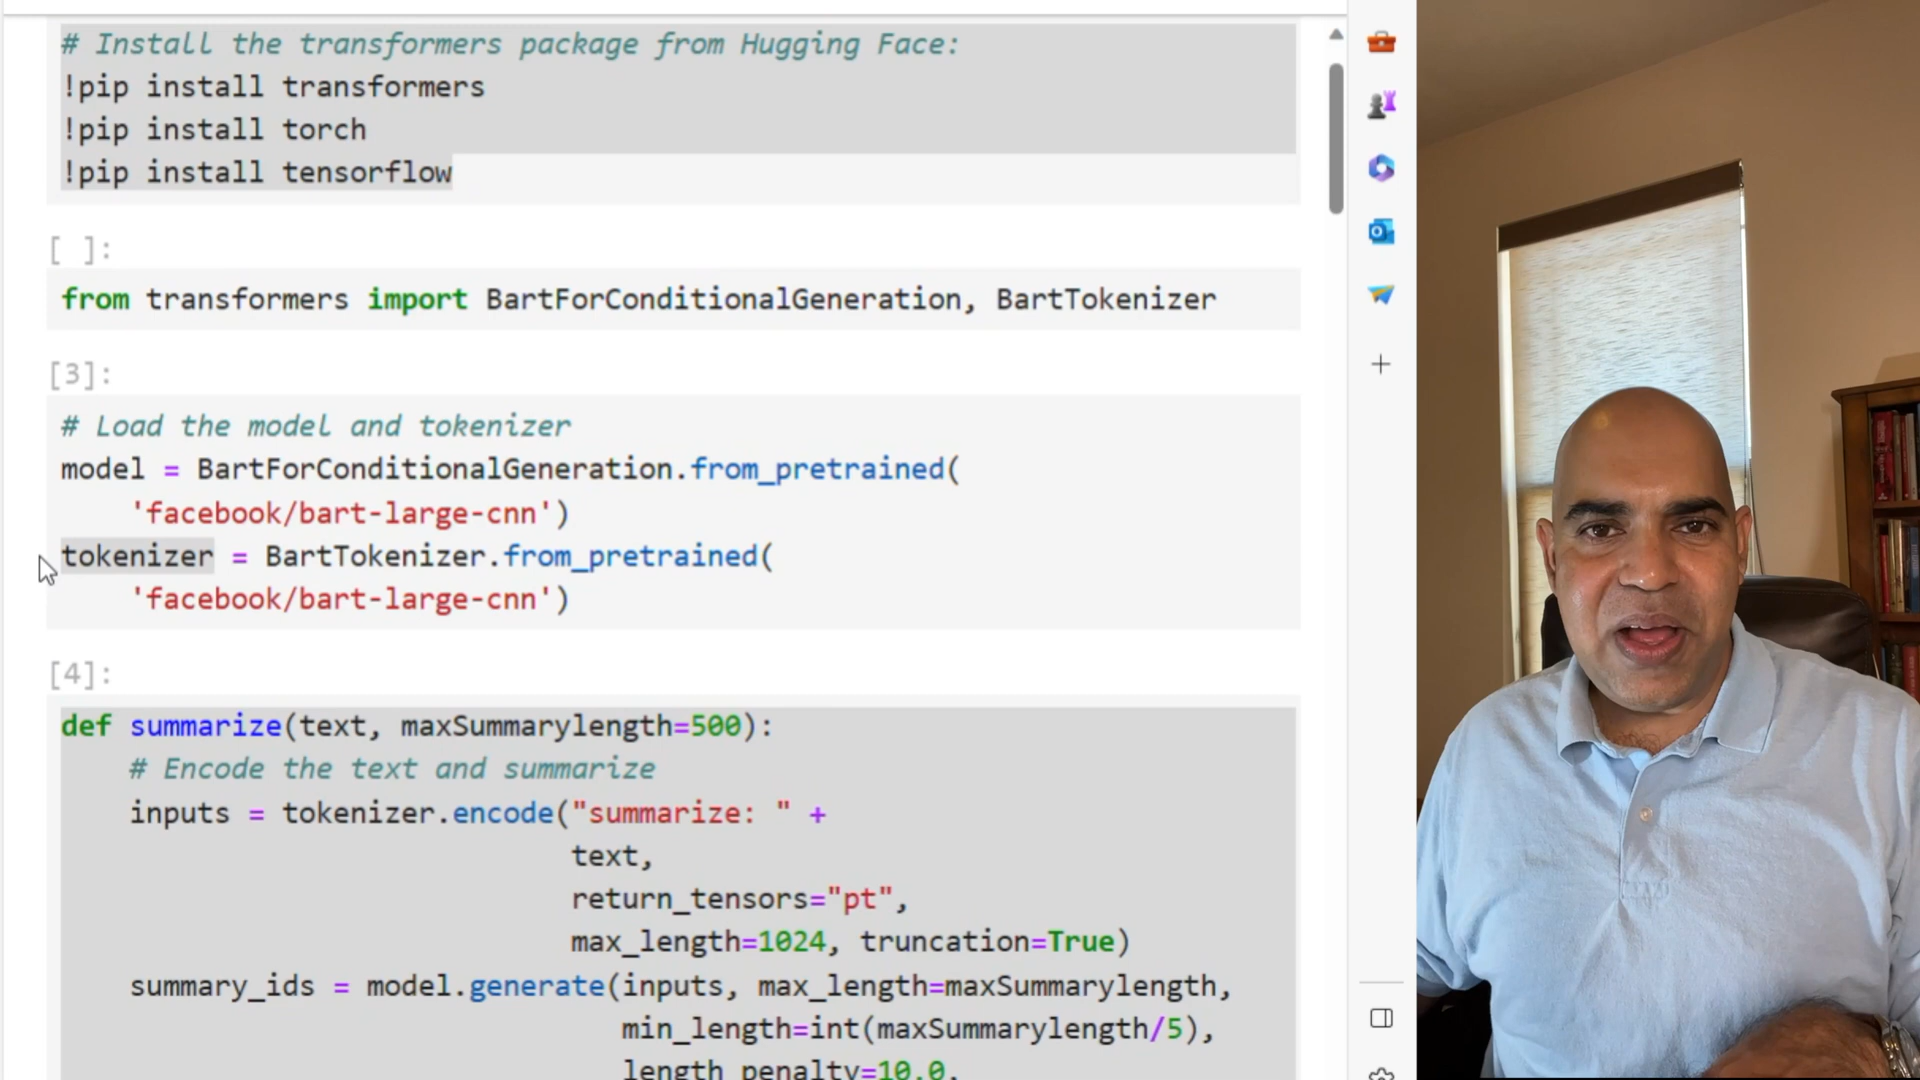 # Install the transformers package from Hugging Face:
!pip install transformers
!pip install torch
!pip install tensorflow
[ ]:
from transformers import BartForConditionalGeneration, BartTokenizer
[3]:
# Load the model and tokenizer
model = BartForConditionalGeneration.from_pretrained(
    'facebook/bart-large-cnn')
tokenizer = BartTokenizer.from_pretrained(
    'facebook/bart-large-cnn')
[4]:
def summarize(text, maxSummarylength=500):
    # Encode the text and summarize
    inputs = tokenizer.encode("summarize: " +
                              text,
                              return_tensors="pt",
                              max_length=1024, truncation=True)
    summary_ids = model.generate(inputs, max_length=maxSummarylength,
                                 min_length=int(maxSummarylength/5),
                                 length_penalty=10.0,